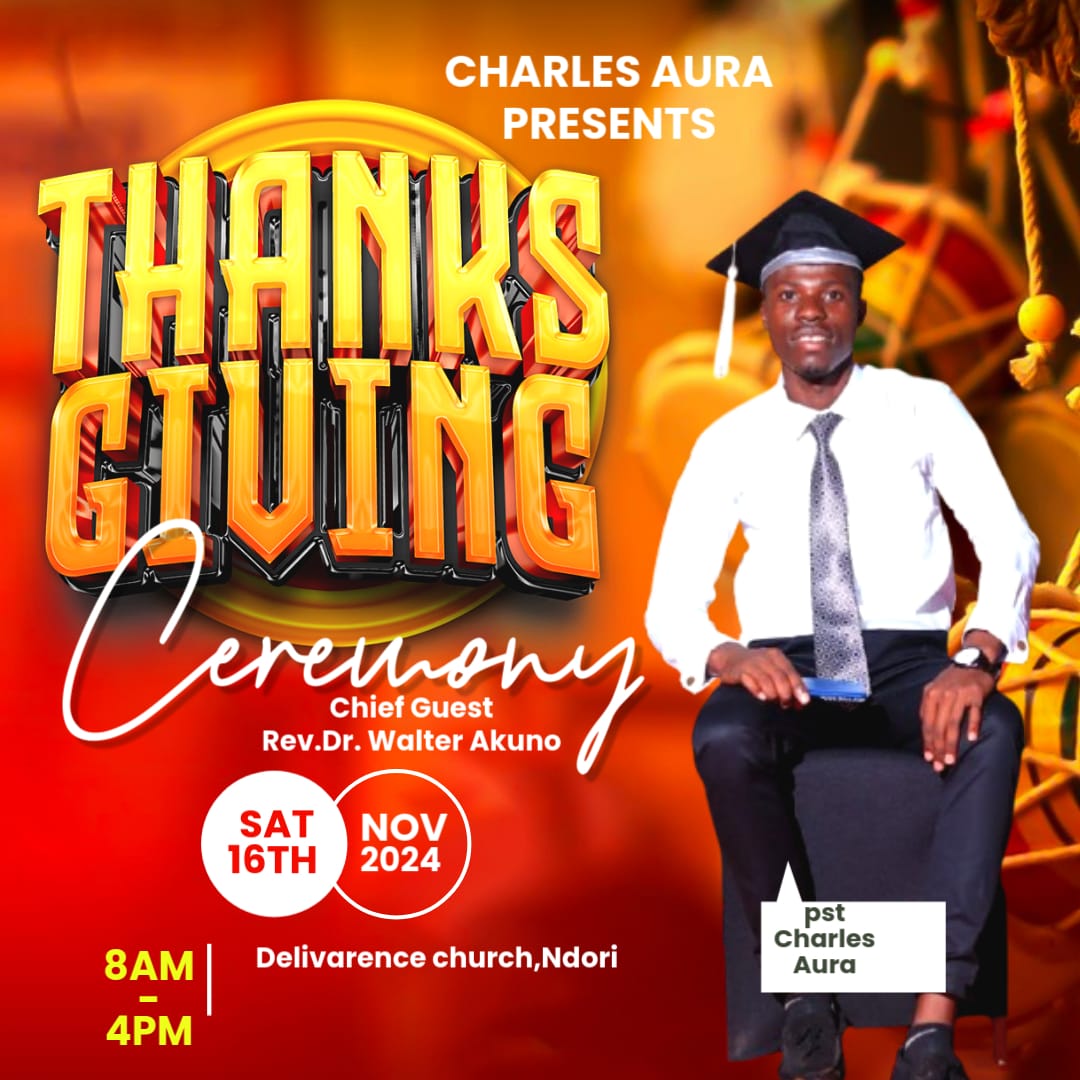 CHARLES AURA
PRESENTS
THANKS
GIVING
Ceremony
Chief Guest
Rev.Dr. Walter Akuno
SAT
16TH
NOV
2024
8AM
-
4PM
Delivarence church,Ndori
pst
Charles
Aura